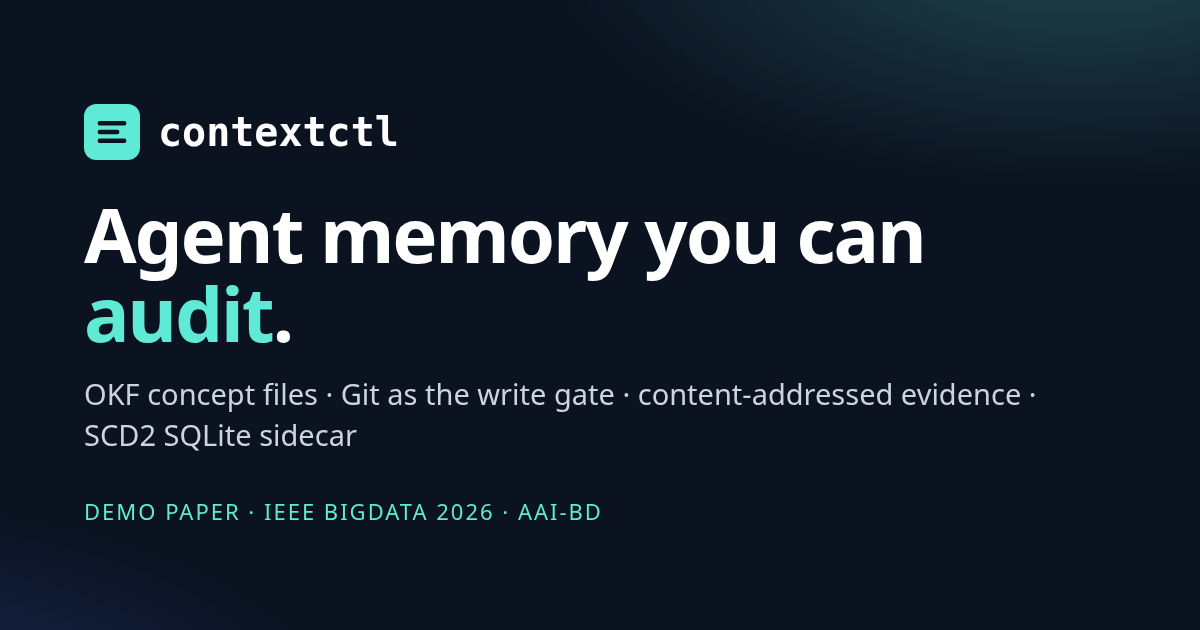 contextctl
Agent memory you can
audit.
OKF concept files · Git as the write gate · content-addressed evidence ·
SCD2 SQLite sidecar
DEMO PAPER · IEEE BIGDATA 2026 · AAI-BD